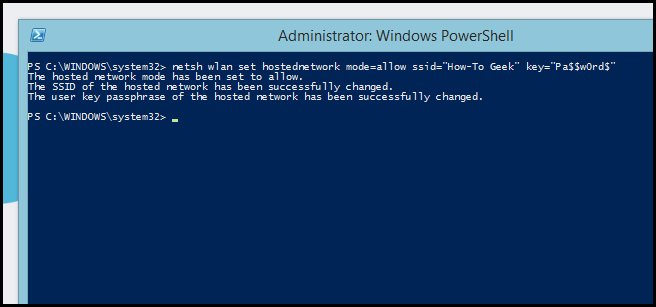 Administrator: Windows PowerShell
PS C:\WINDOWS\system32> netsh wlan set hostednetwork mode=allow ssid="How-To Geek" key="Pa$$w0rd$"
The hosted network mode has been set to allow.
The SSID of the hosted network has been successfully changed.
The user key passphrase of the hosted network has been successfully changed.
PS C:\WINDOWS\system32> _